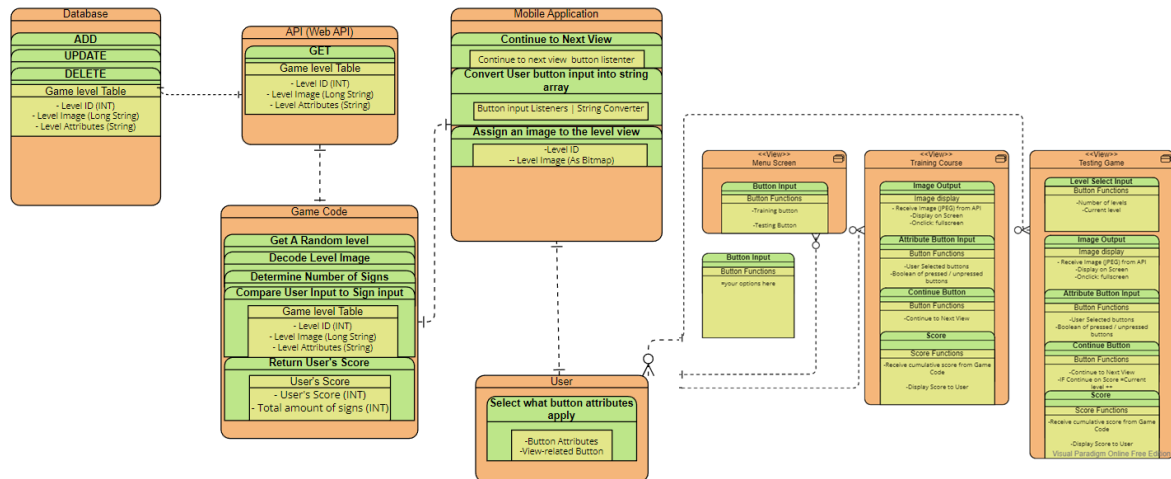 Database
ADD
UPDATE
DELETE
Game level Table
- Level ID (INT)
- Level Image (Long String)
- Level Attributes (String)
API (Web API)
GET
Game level Table
- Level ID (INT)
- Level Image (Long String)
- Level Attributes (String)
Game Code
Get A Random level
Decode Level Image
Determine Number of Signs
Compare User Input to Sign input
Game level Table
- Level ID (INT)
- Level Image (Long String)
- Level Attributes (String)
Return User's Score
User's Score
- User's Score (INT)
- Total amount of signs (INT)
Mobile Application
Continue to Next View
Continue to next view button listenter
Convert User button input into string
array
Button input Listeners | String Converter
Assign an image to the level view
-Level ID
-- Level Image (As Bitmap)
User
Select what button attributes
apply
-Button Attributes
-View-related Button
<<View>>
Menu Screen
Button Input
Button Functions
-Training button
-Testing Button
Button Input
Button Functions
+your options here
<<View>>
Training Course
Image Output
Image display
- Receive Image (JPEG) from API
-Display on Screen
-Onclick: fullscreen
Attribute Button Input
Button Functions
-User Selected buttons
-Boolean of pressed / unpressed
buttons
Continue Button
Button Functions
-Continue to Next View
Score
Score Functions
-Receive cumulative score from Game
Code
-Display Score to User
<<View>>
Testing Game
Level Select Input
Button Functions
-Number of levels
-Current level
Image Output
Image display
- Receive Image (JPEG) from API
-Display on Screen
-Onclick: fullscreen
Attribute Button Input
Button Functions
-User Selected buttons
-Boolean of pressed / unpressed
buttons
Continue Button
Button Functions
-Continue to Next View
-IF Continue on Score =Current
level ++
Score
Score Functions
-Receive cumulative score from Game
Code
-Display Score to User
Visual Paradigm Online Free Edition